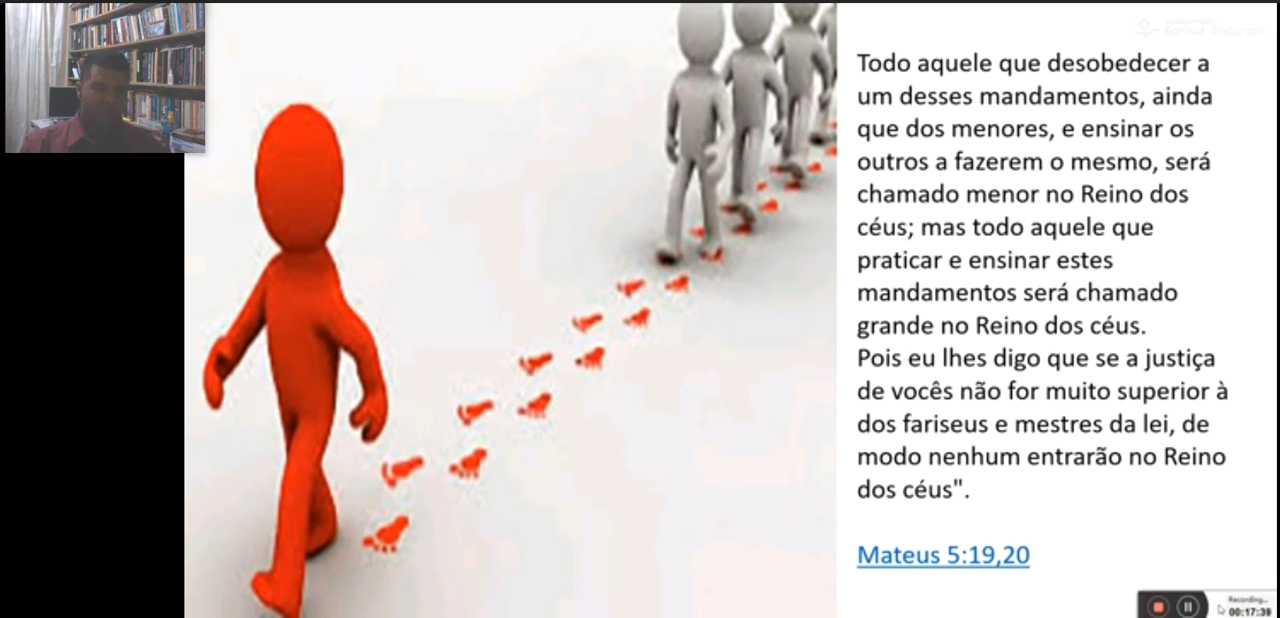 Todo aquele que desobedecer a
um desses mandamentos, ainda
que dos menores, e ensinar os
outros a fazerem o mesmo, será
chamado menor no Reino dos
céus; mas todo aquele que
praticar e ensinar estes
mandamentos será chamado
grande no Reino dos céus.
Pois eu lhes digo que se a justiça
de vocês não for muito superior à
dos fariseus e mestres da lei, de
modo nenhum entrarão no Reino
dos céus".
Mateus 5:19,20
Recording...
00:17:39